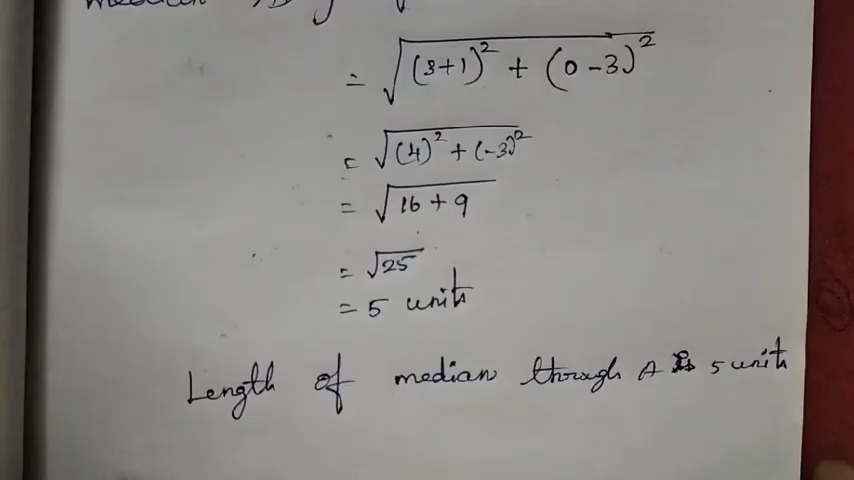 median
= √(3+1)² + (0-3)²
= √(4)² + (-3)²
= √16 + 9
= √25
= 5 units
Length of median through A is 5 units